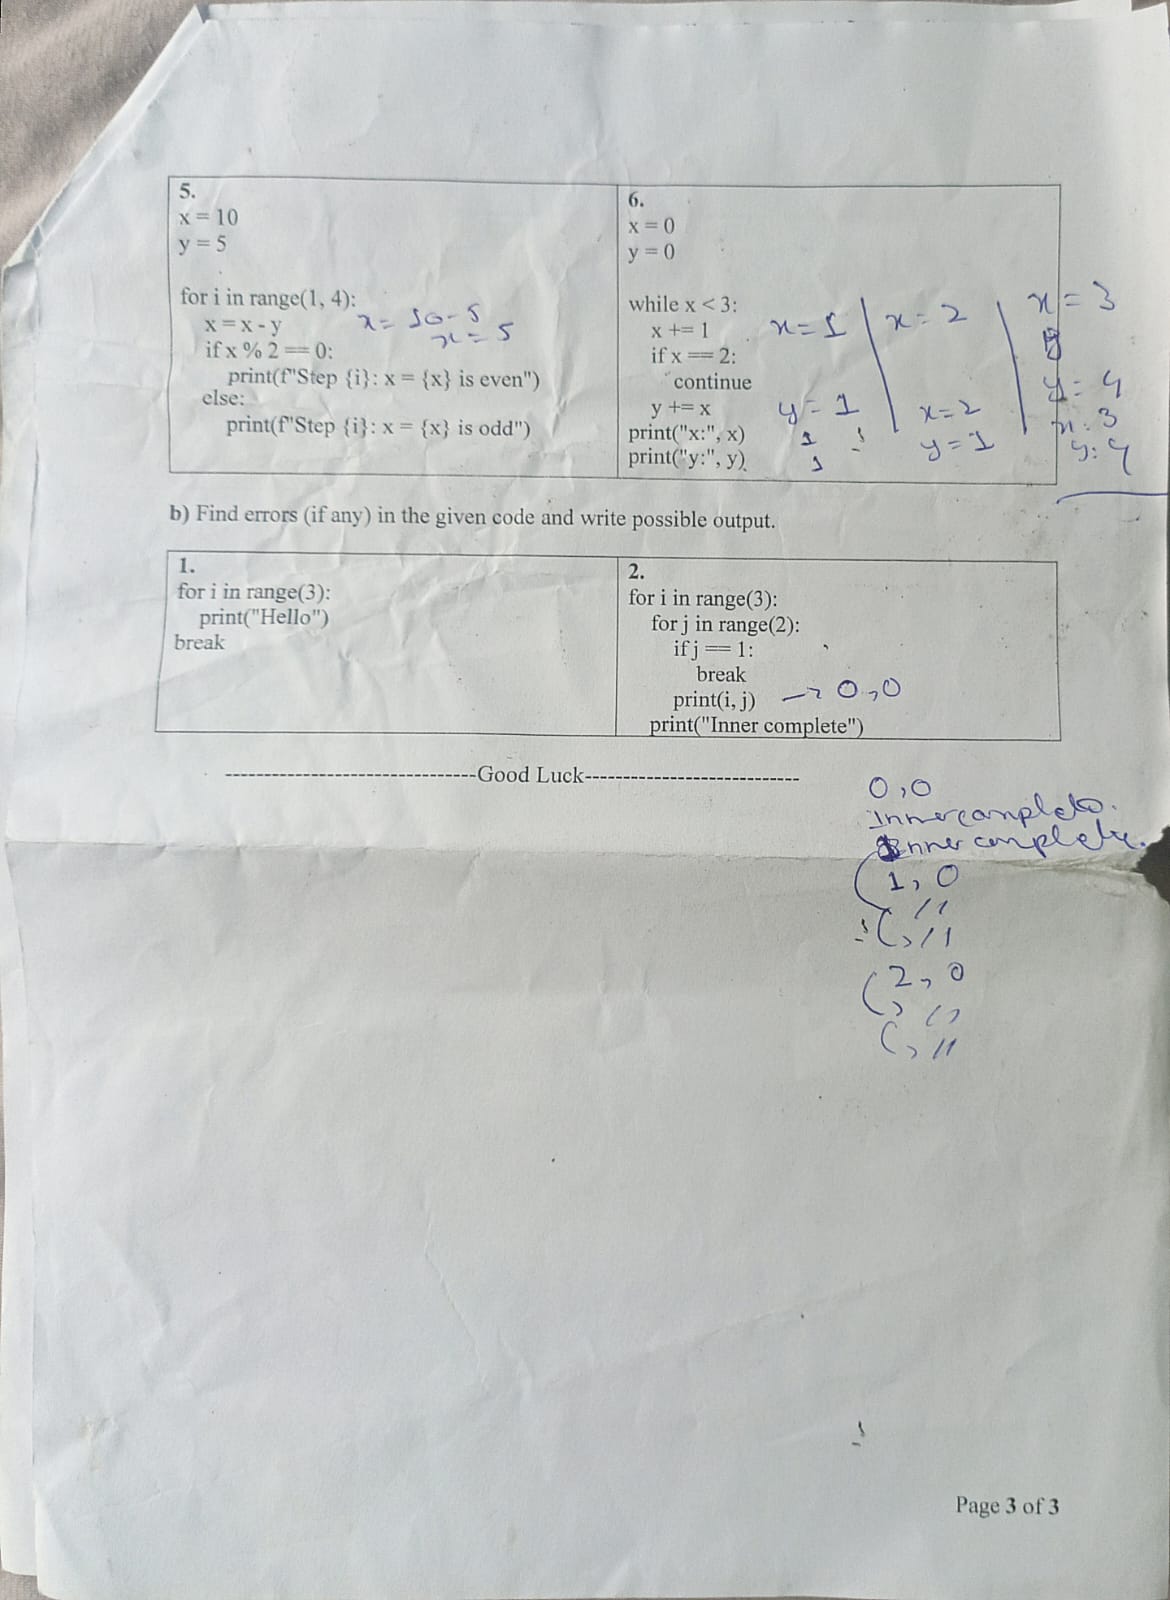 5.
x = 10
y = 5
for i in range(1, 4):
x = x - y
x = 10 - 5
x = 5
if x % 2 == 0:
print(f"Step {i}: x = {x} is even")
else:
print(f"Step {i}: x = {x} is odd")
6.
x = 0
y = 0
while x < 3:
x += 1
if x == 2:
continue
y += x
print("x:", x)
print("y:", y)
x = 1
y = 1
1
1
x = 2
x = 2
y = 1
x = 3
y = 4
x: 3
y: 4
b) Find errors (if any) in the given code and write possible output.
1.
for i in range(3):
print("Hello")
break
2.
for i in range(3):
for j in range(2):
if j == 1:
break
print(i, j) → 0,0
print("Inner complete")
--------------------------------Good Luck----------------------------
0,0
Inner complete.
Inner complete.
1, 0
"
"
2, 0
"
"
Page 3 of 3